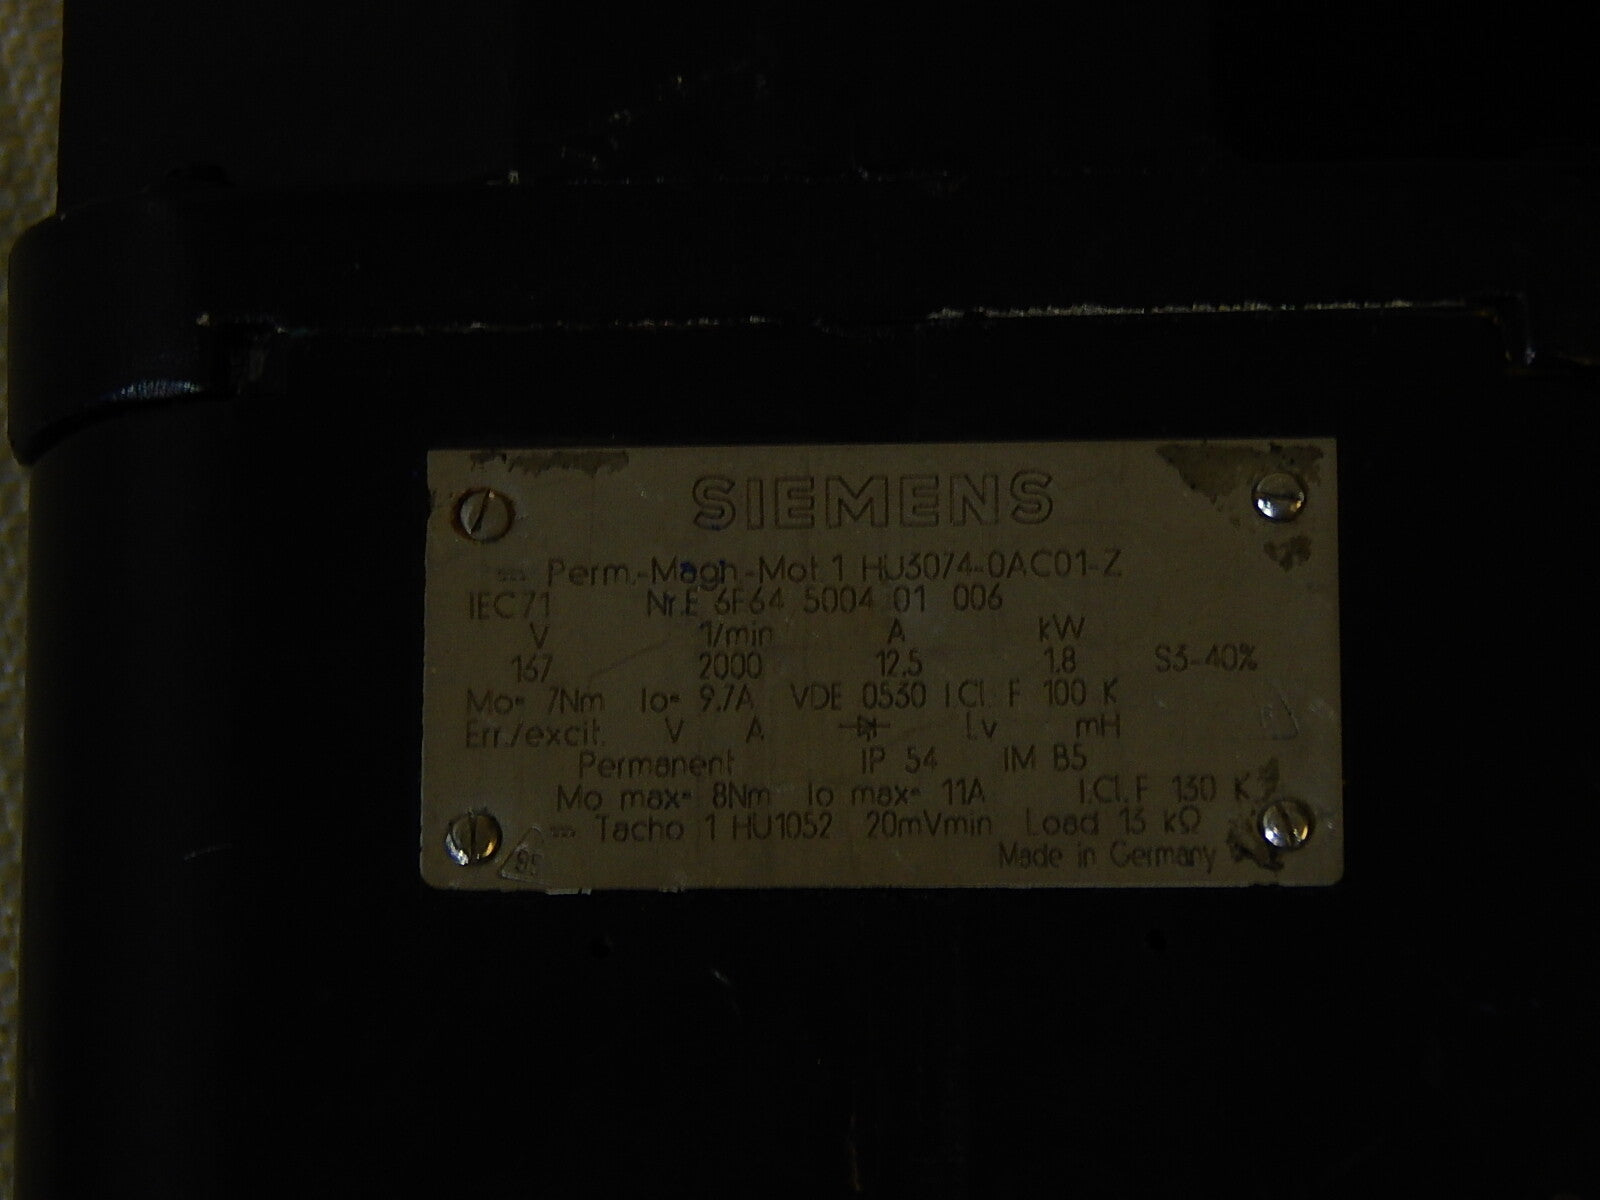 SIEMENS
Perm.-Magn.-Mot. 1 HU3074-0AC01-Z
IEC 71 Nr.E 6F64 5004 01 006
V 1/min A kW
167 2000 12.5 1.8 S3-40%
Mo= 7Nm Io= 9.7A VDE 0530 I.Cl. F 100 K
Err./excit. V A Lv mH
Permanent IP 54 IM B5
Mo max= 8Nm Io max= 11A I.Cl. F 130 K
Tacho 1 HU1052 20mVmin Load 13 kΩ
Made in Germany